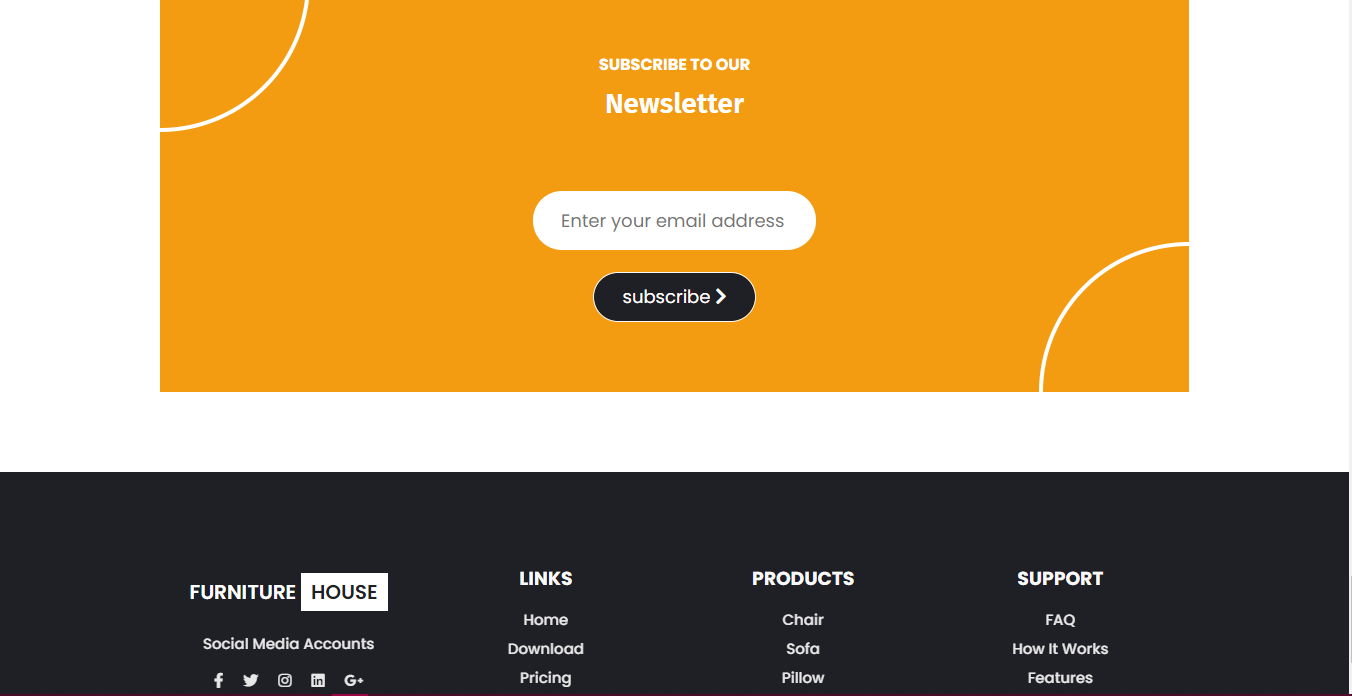 SUBSCRIBE TO OUR
Newsletter
Enter your email address
subscribe
FURNITURE HOUSE
Social Media Accounts
LINKS
Home
Download
Pricing
PRODUCTS
Chair
Sofa
Pillow
SUPPORT
FAQ
How It Works
Features